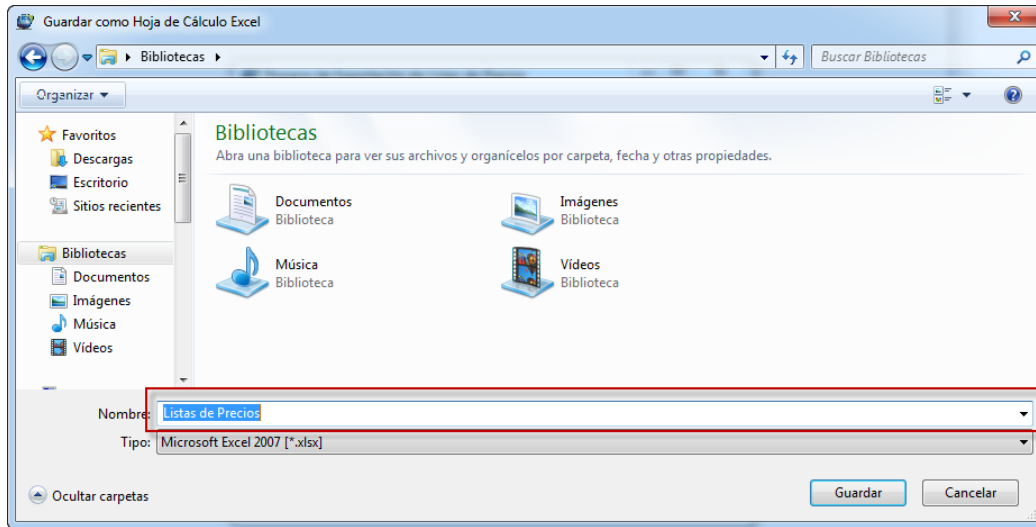 Guardar como Hoja de Cálculo Excel
Bibliotecas
Buscar Bibliotecas
Organizar
Favoritos
Descargas
Escritorio
Sitios recientes
Bibliotecas
Documentos
Imágenes
Música
Vídeos
Bibliotecas
Abra una biblioteca para ver sus archivos y organícelos por carpeta, fecha y otras propiedades.
Documentos
Biblioteca
Imágenes
Biblioteca
Música
Biblioteca
Vídeos
Biblioteca
Nombre: Listas de Precios
Tipo: Microsoft Excel 2007 [*.xlsx]
Ocultar carpetas
Guardar
Cancelar